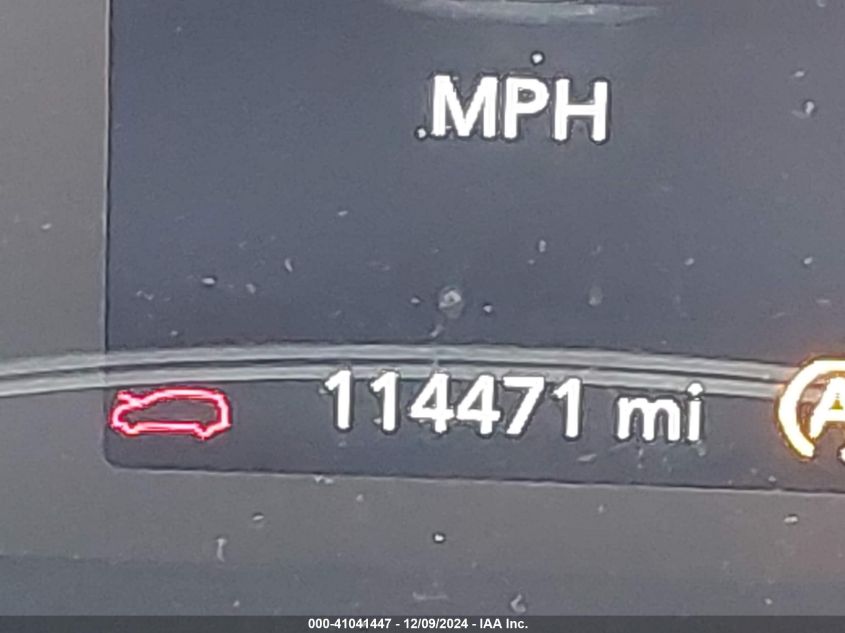 MPH
114471 mi
A
000-41041447 - 12/09/2024 - IAA Inc.